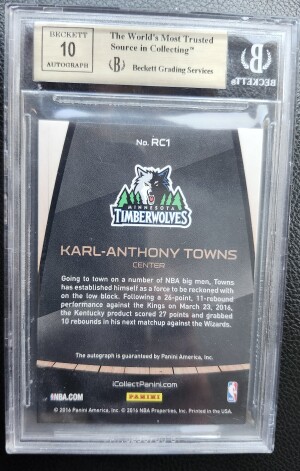 BECKETT
10
AUTOGRAPH
The World's Most Trusted
Source in Collecting™
B
Beckett Grading Services
B
BECKETT
No. RC1
MINNESOTA
TIMBERWOLVES
KARL-ANTHONY TOWNS
CENTER
Going to town on a number of NBA big men, Towns
has established himself as a force to be reckoned with
on the low block. Following a 26-point, 11-rebound
performance against the Kings on March 23, 2016,
the Kentucky product scored 27 points and grabbed
10 rebounds in his next matchup against the Wizards.
The autograph is guaranteed by Panini America, Inc.
iCollectPanini.com
NBA.COM
PANINI
NBA
© 2016 Panini America, Inc. © 2016 NBA Properties, Inc. Printed in the USA.